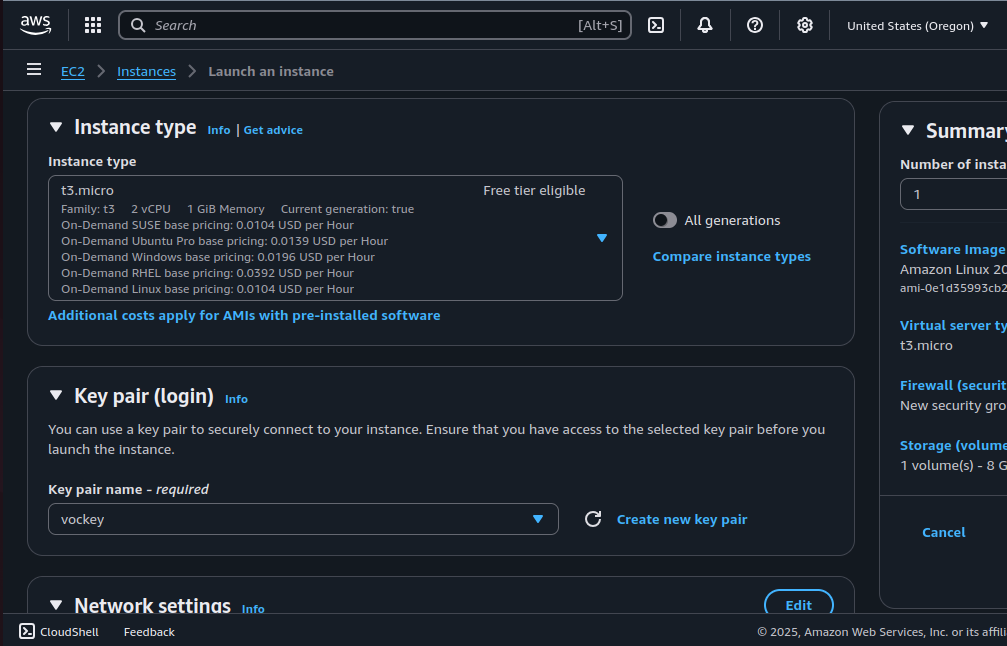 aws
Search [Alt+S]
United States (Oregon)
EC2 Instances Launch an instance
Instance type Info | Get advice
Instance type
t3.micro Free tier eligible
Family: t3 2 vCPU 1 GiB Memory Current generation: true
On-Demand SUSE base pricing: 0.0104 USD per Hour
On-Demand Ubuntu Pro base pricing: 0.0139 USD per Hour
On-Demand Windows base pricing: 0.0196 USD per Hour
On-Demand RHEL base pricing: 0.0392 USD per Hour
On-Demand Linux base pricing: 0.0104 USD per Hour
All generations
Compare instance types
Additional costs apply for AMIs with pre-installed software
Key pair (login) Info
You can use a key pair to securely connect to your instance. Ensure that you have access to the selected key pair before you
launch the instance.
Key pair name - required
vockey
Create new key pair
Network settings Info
Edit
Summary
Number of insta
1
Software Image
Amazon Linux 20
ami-0e1d35993cb2
Virtual server ty
t3.micro
Firewall (securit
New security gro
Storage (volume
1 volume(s) - 8 G
Cancel
CloudShell Feedback
© 2025, Amazon Web Services, Inc. or its affili